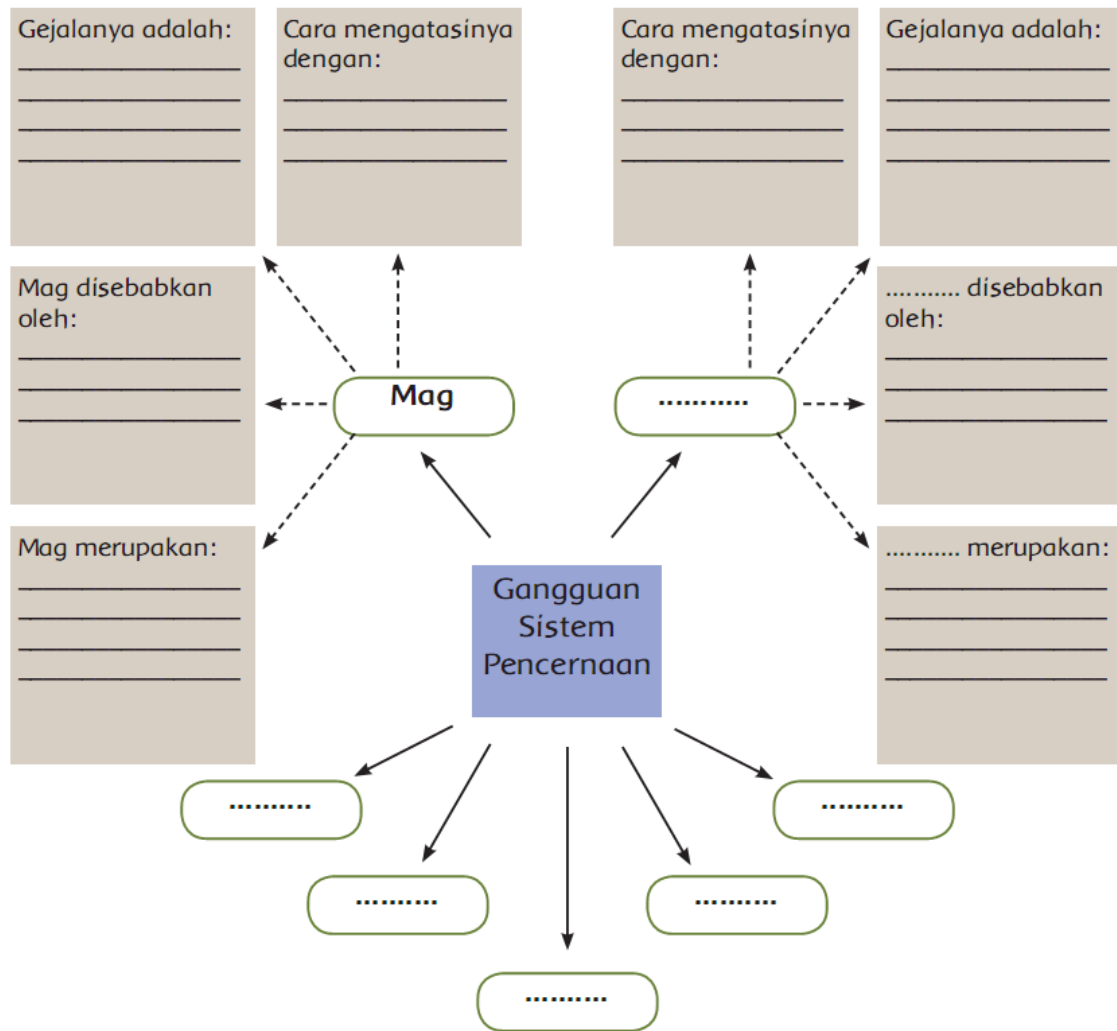 Gejalanya adalah:
Cara mengatasinya
dengan:
Cara mengatasinya
dengan:
Gejalanya adalah:
Mag disebabkan
oleh:
........... disebabkan
oleh:
Mag
...........
Mag merupakan:
........... merupakan:
Gangguan
Sistem
Pencernaan
..........
..........
..........
..........
..........